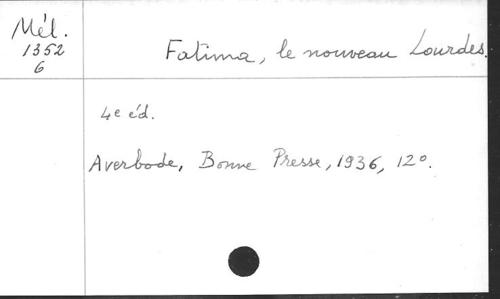 Mél.
1352
6
Fatima, le nouveau Lourdes.
4e éd.
Averbode, Bonne Presse, 1936, 12°.